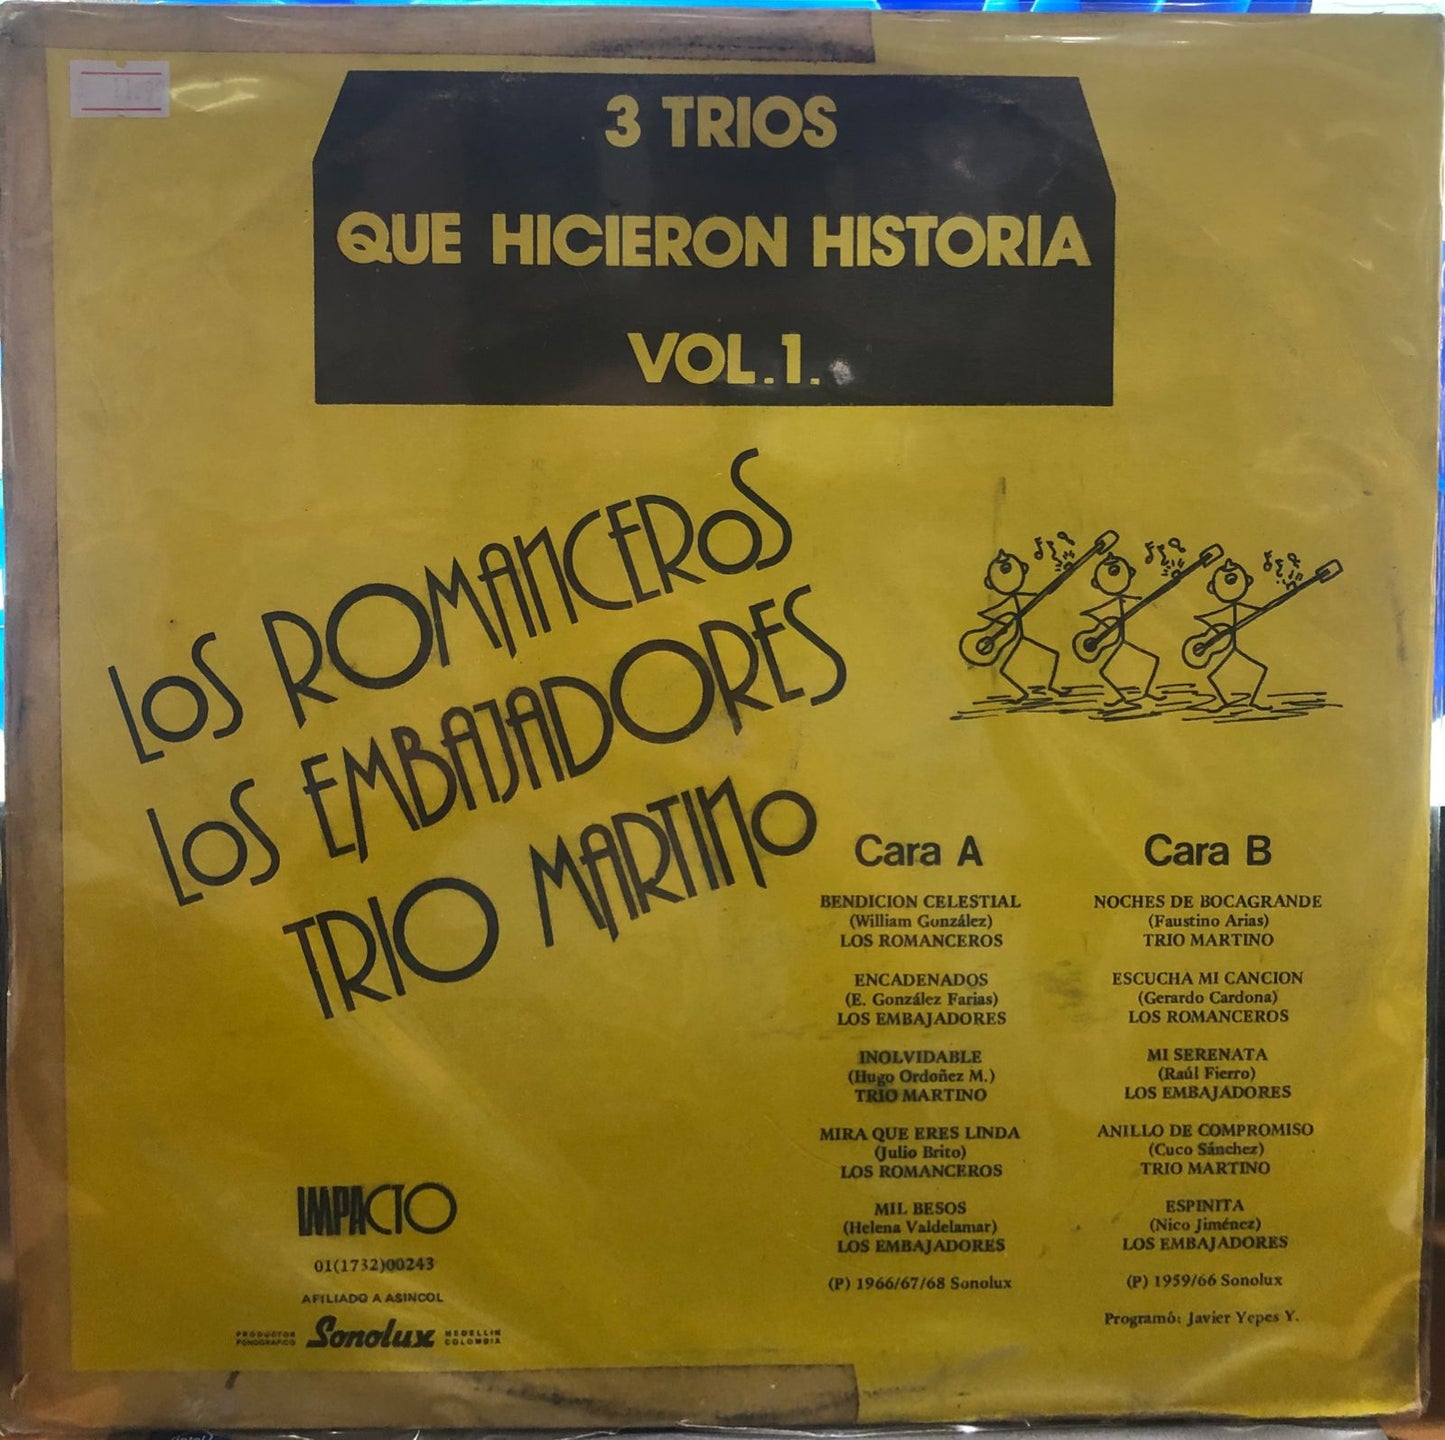 3 TRIOS
QUE HICIERON HISTORIA
VOL.1.
LOS ROMANCEROS
LOS EMBAJADORES
TRIO MARTINO
Cara A
BENDICION CELESTIAL
(William González)
LOS ROMANCEROS
ENCADENADOS
(E. González Farias)
LOS EMBAJADORES
INOLVIDABLE
(Hugo Ordoñez M.)
TRIO MARTINO
MIRA QUE ERES LINDA
(Julio Brito)
LOS ROMANCEROS
MIL BESOS
(Helena Valdelamar)
LOS EMBAJADORES
(P) 1966/67/68 Sonolux
Cara B
NOCHES DE BOCAGRANDE
(Faustino Arias)
TRIO MARTINO
ESCUCHA MI CANCION
(Gerardo Cardona)
LOS ROMANCEROS
MI SERENATA
(Raúl Fierro)
LOS EMBAJADORES
ANILLO DE COMPROMISO
(Cuco Sánchez)
TRIO MARTINO
ESPINITA
(Nico Jiménez)
LOS EMBAJADORES
(P) 1959/66 Sonolux
Programó: Javier Yepes Y.
IMPACTO
01(1732)00243
AFILIADO A ASINCOL
PRODUCTOR
FONOGRAFICO
Sonolux
MEDELLIN
COLOMBIA